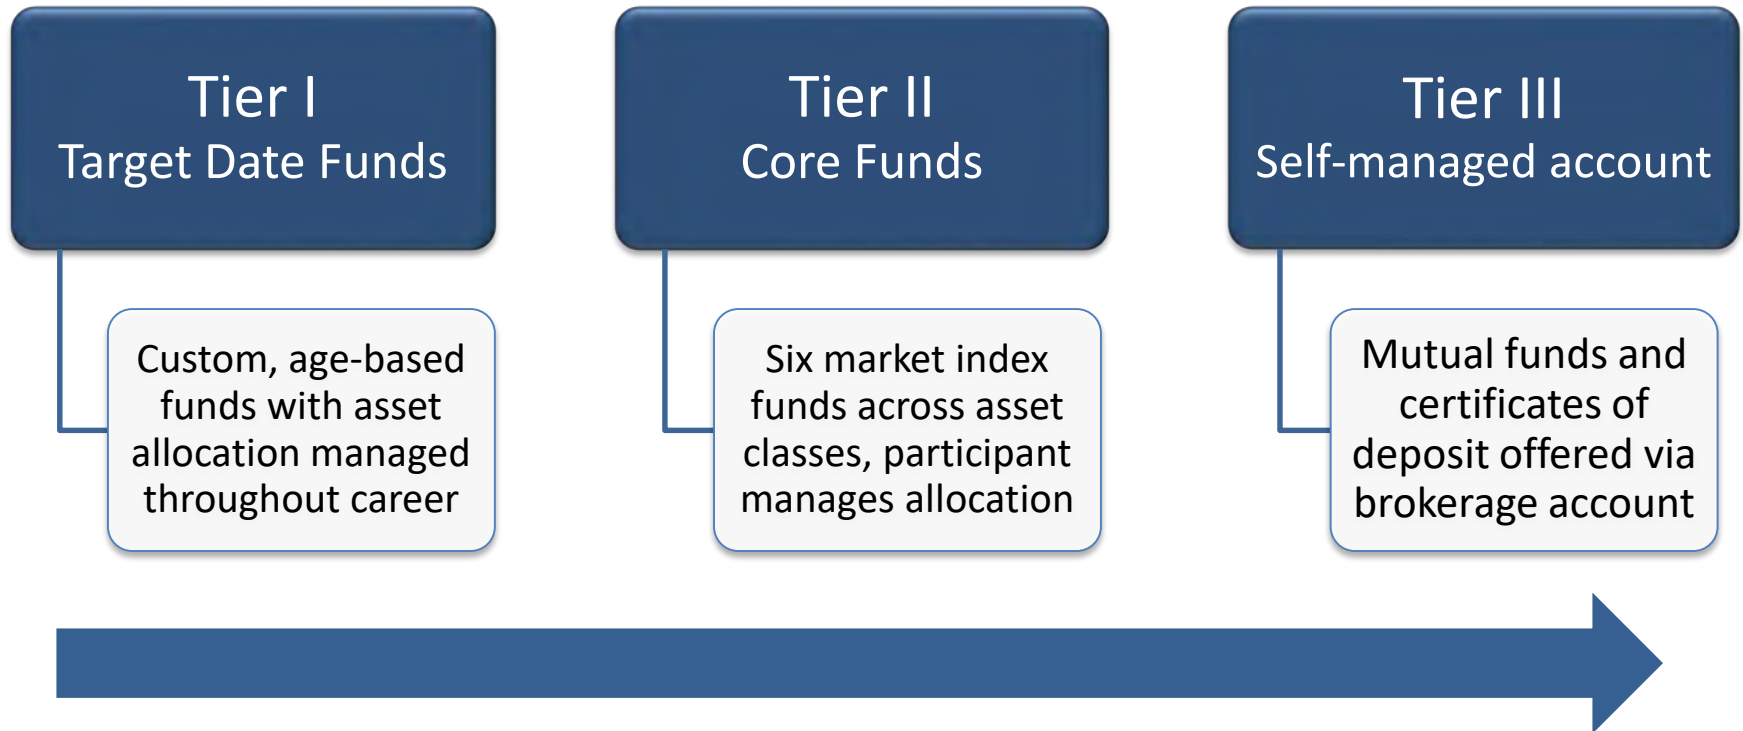 Tier I
Target Date Funds
Custom, age-based
funds with asset
allocation managed
throughout career
Tier II
Core Funds
Six market index
funds across asset
classes, participant
manages allocation
Tier III
Self-managed account
Mutual funds and
certificates of
deposit offered via
brokerage account